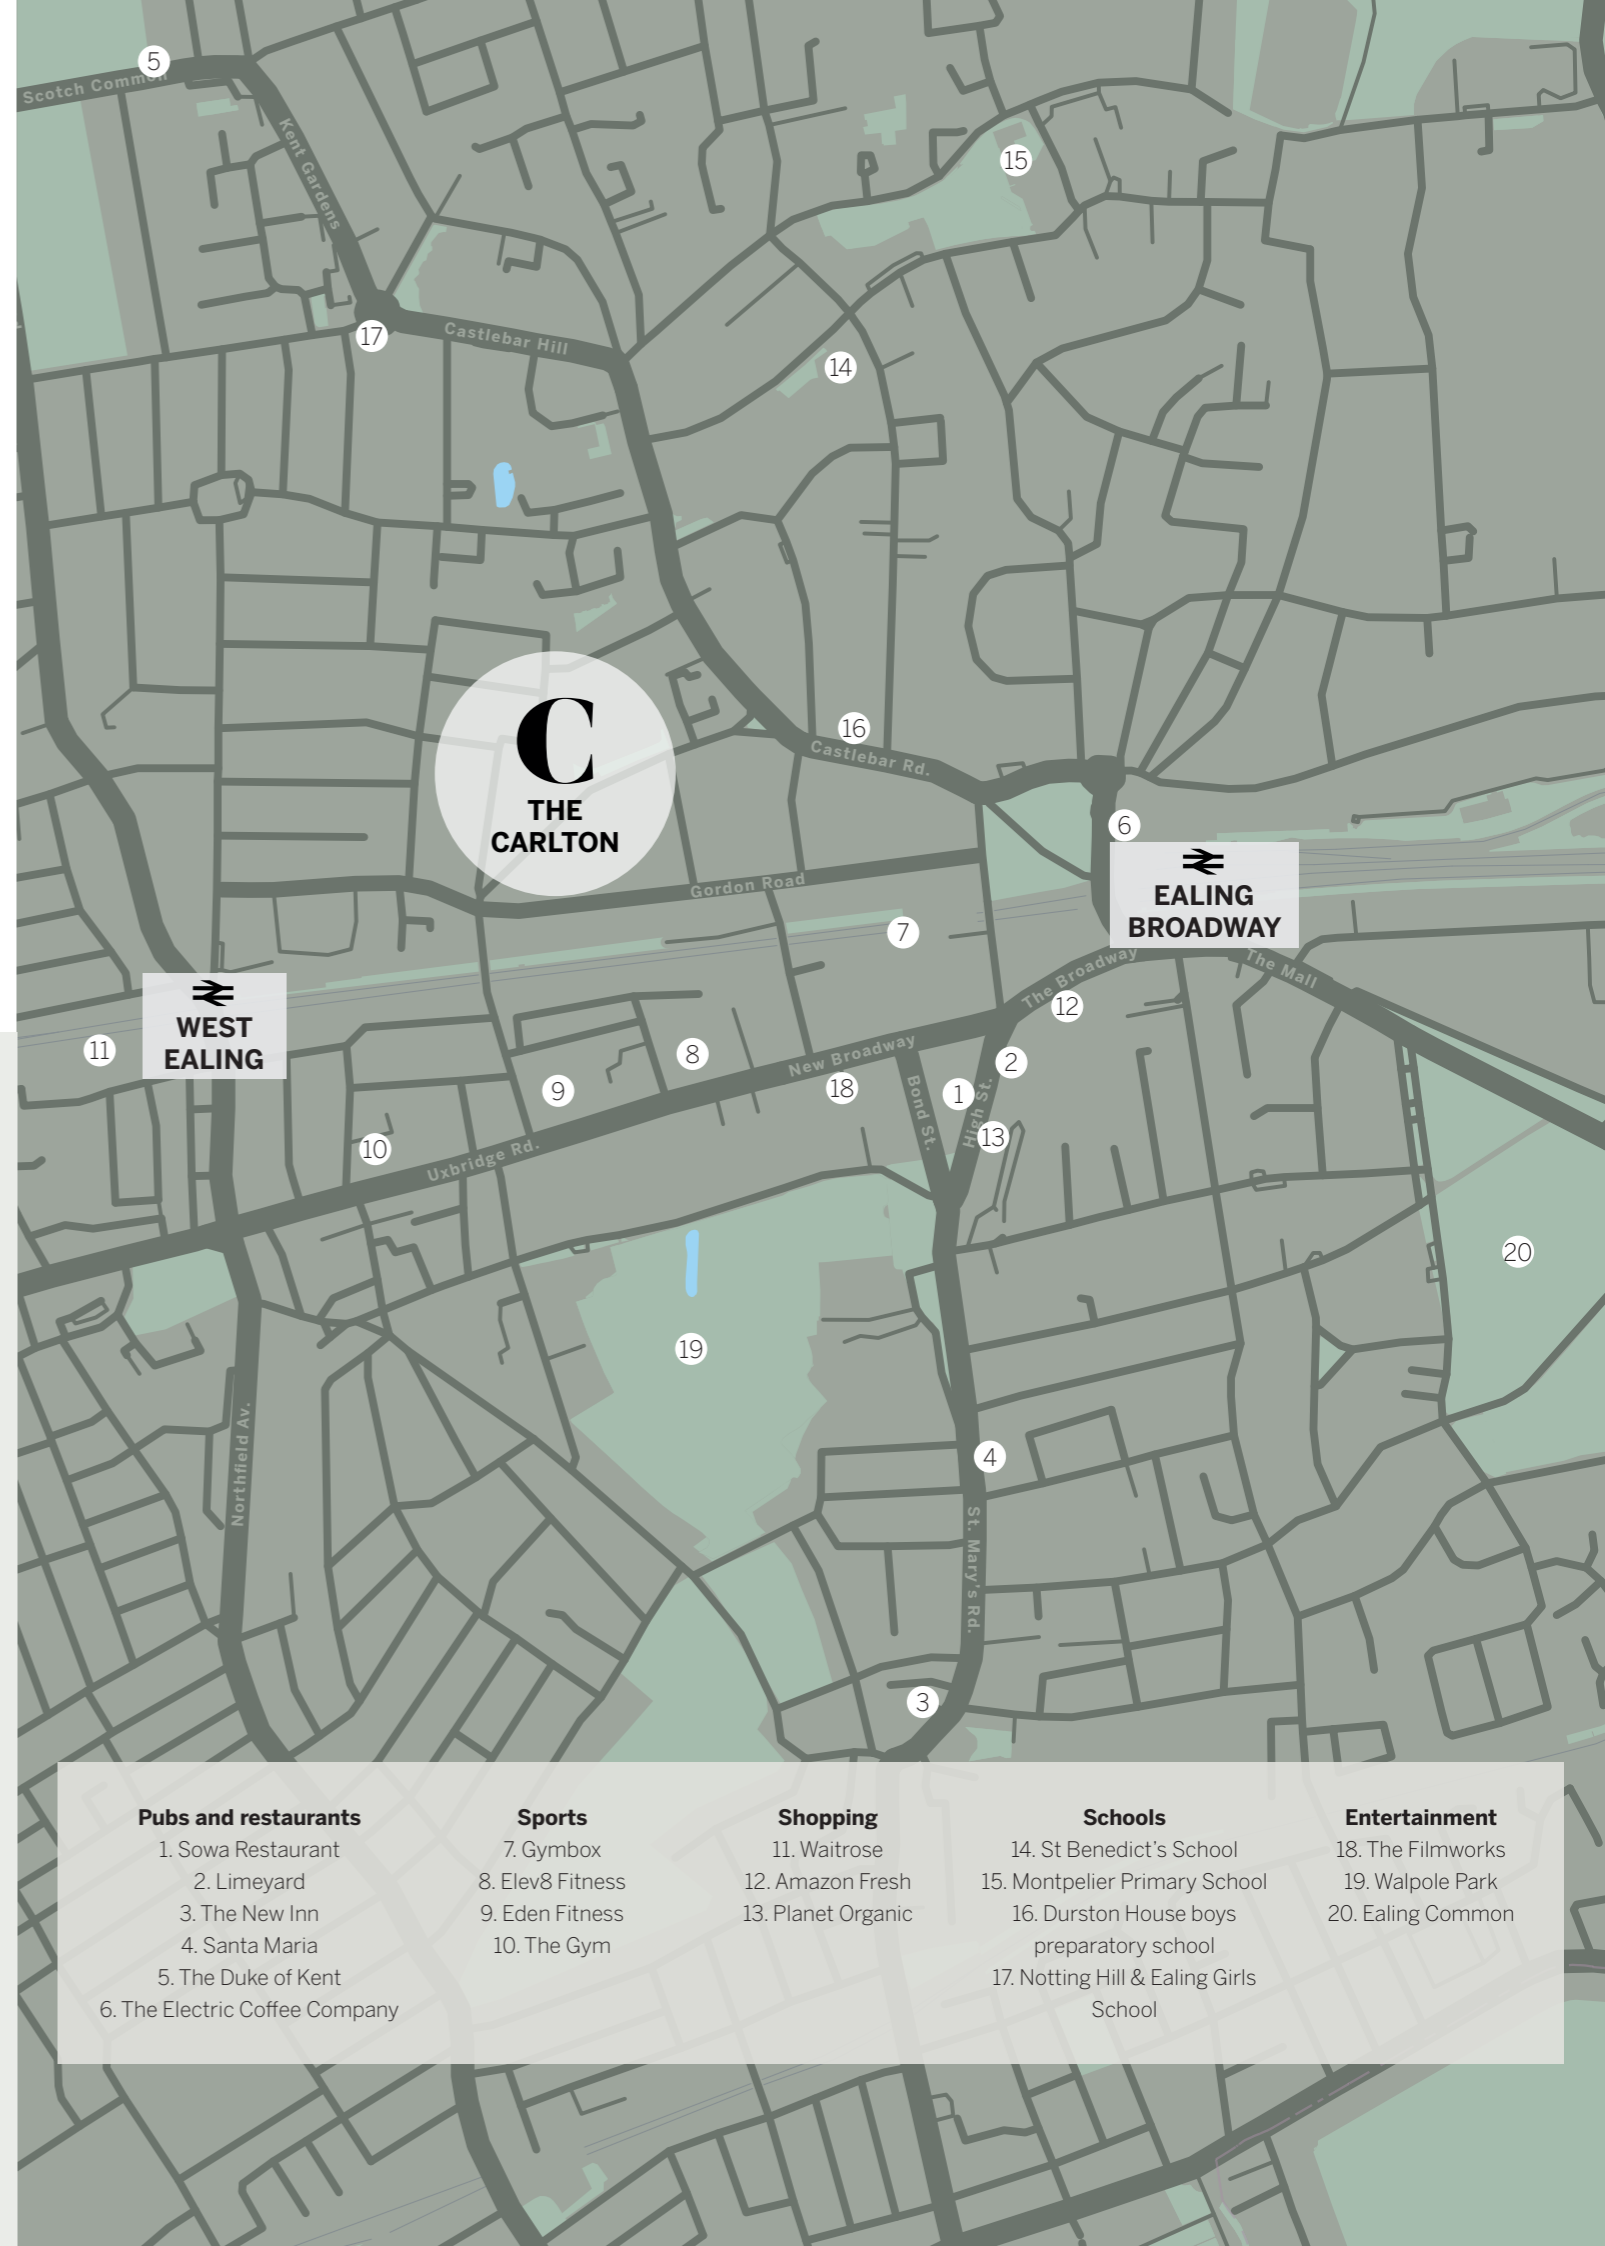 5
Scotch Common
Kent Gardens
15
17
Castlebar Hill
14
C
THE
CARLTON
16
Castlebar Rd.
6
EALING
BROADWAY
Gordon Road
7
The Broadway
The Mall
12
WEST
EALING
11
8
New Broadway
2
9
18
Bond St.
1
High St.
13
10
Uxbridge Rd.
20
19
Northfield Av.
4
St. Mary's Rd.
3
Pubs and restaurants
1. Sowa Restaurant
2. Limeyard
3. The New Inn
4. Santa Maria
5. The Duke of Kent
6. The Electric Coffee Company
Sports
7. Gymbox
8. Elev8 Fitness
9. Eden Fitness
10. The Gym
Shopping
11. Waitrose
12. Amazon Fresh
13. Planet Organic
Schools
14. St Benedict’s School
15. Montpelier Primary School
16. Durston House boys
preparatory school
17. Notting Hill & Ealing Girls
School
Entertainment
18. The Filmworks
19. Walpole Park
20. Ealing Common